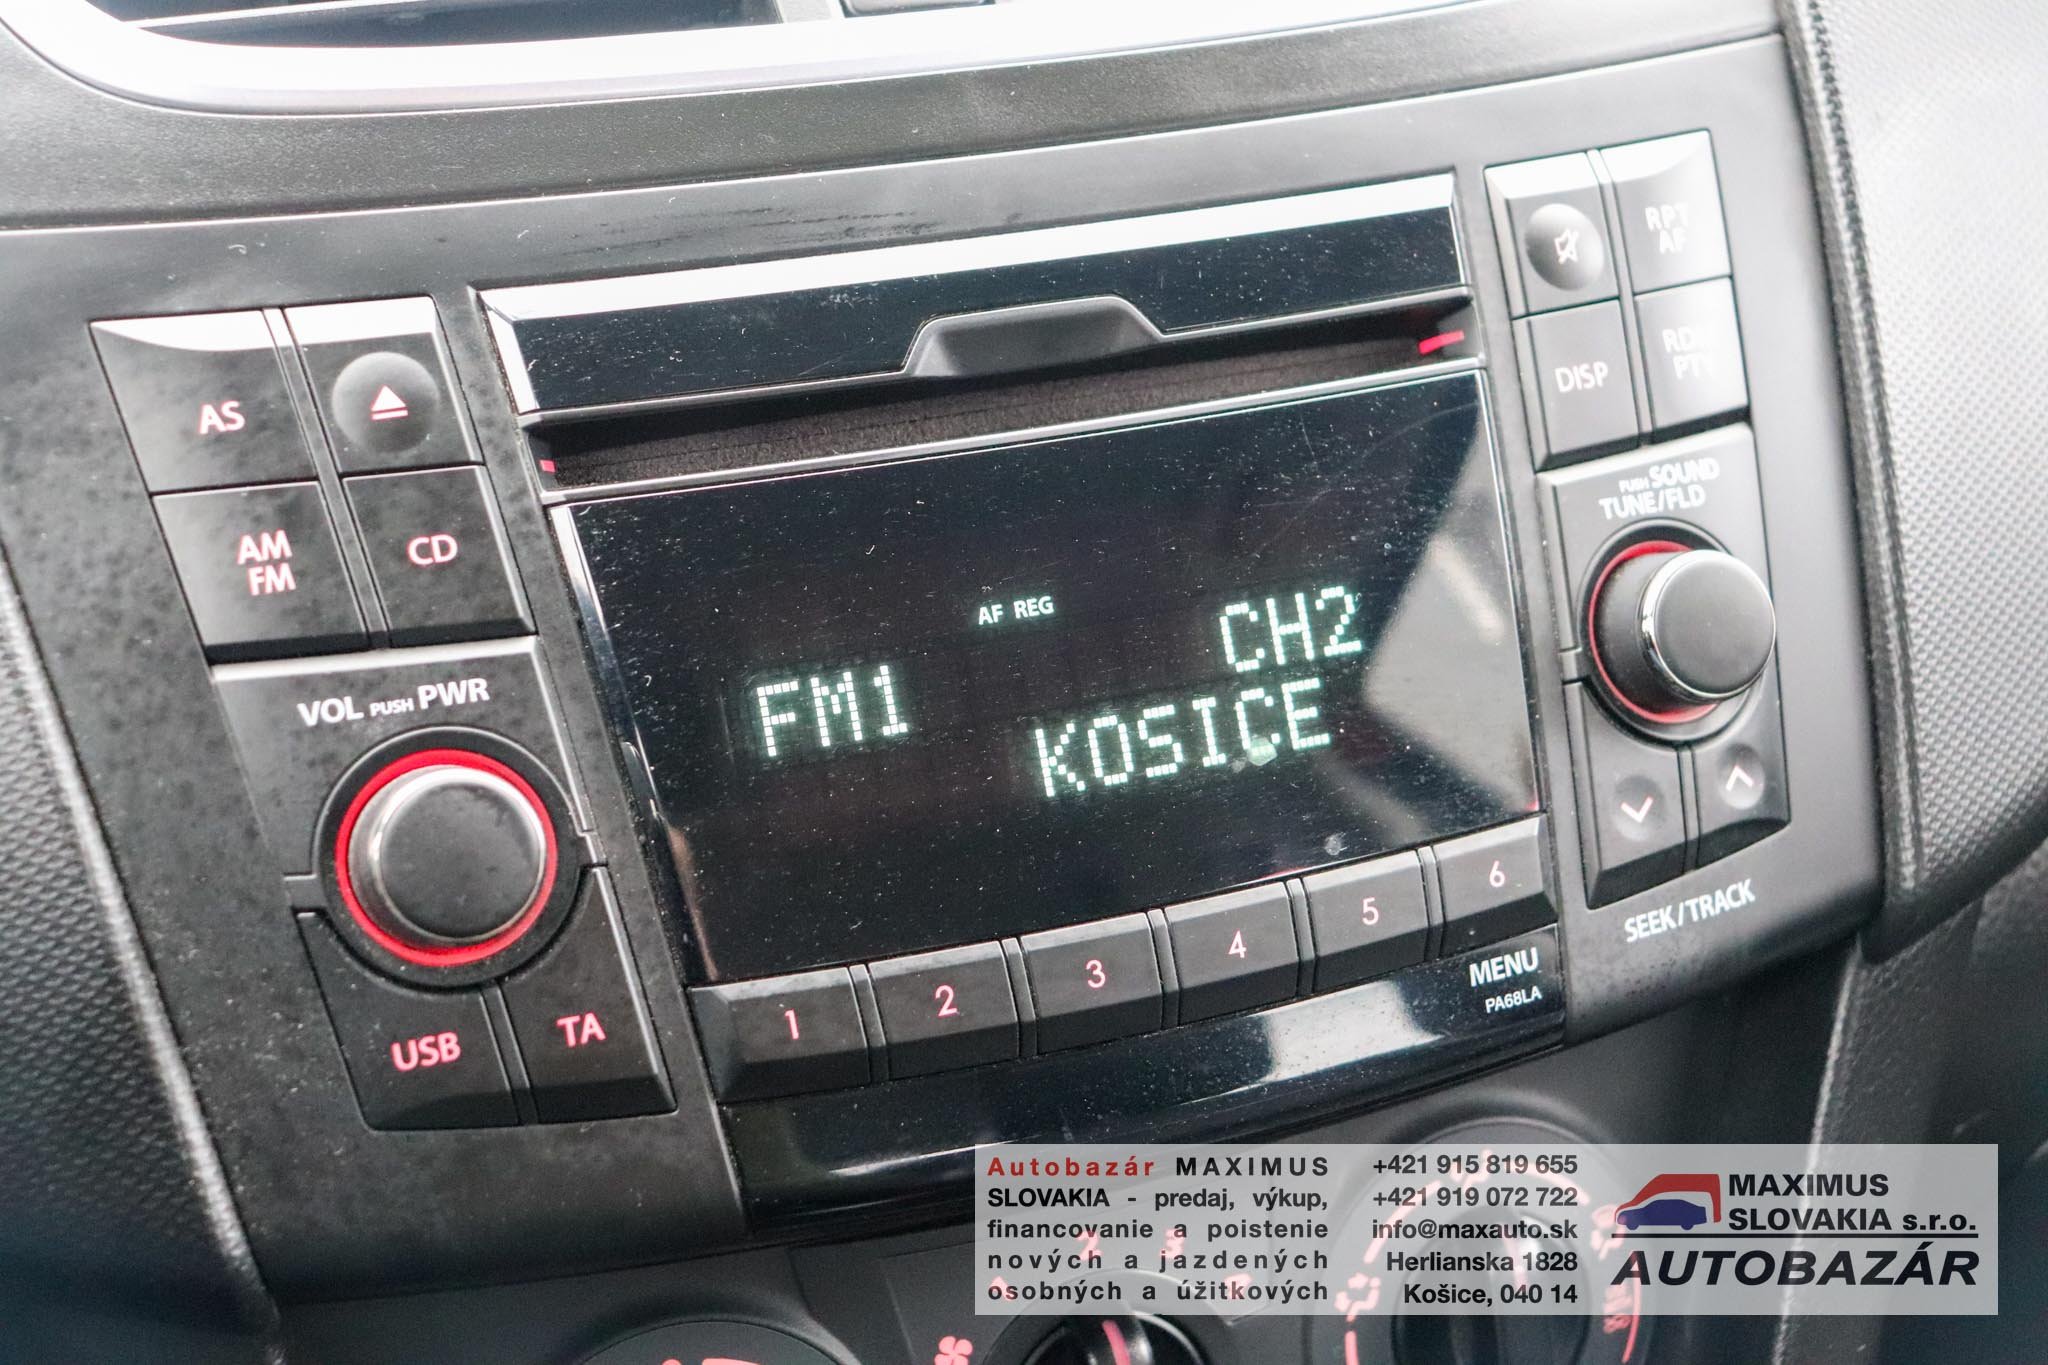 AS
AM
FM
CD
VOL PUSH PWR
USB
TA
AF REG
FM1
CH2
KOSICE
1
2
3
4
5
6
MENU
PA68LA
RPT
AF
DISP
PUSH SOUND
TUNE/FLD
SEEK/TRACK
Autobazár MAXIMUS
SLOVAKIA - predaj, výkup,
financovanie a poistenie
nových a jazdených
osobných a úžitkových
+421 915 819 655
+421 919 072 722
info@maxauto.sk
Herlianska 1828
Košice, 040 14
MAXIMUS
SLOVAKIA s.r.o.
AUTOBAZÁR